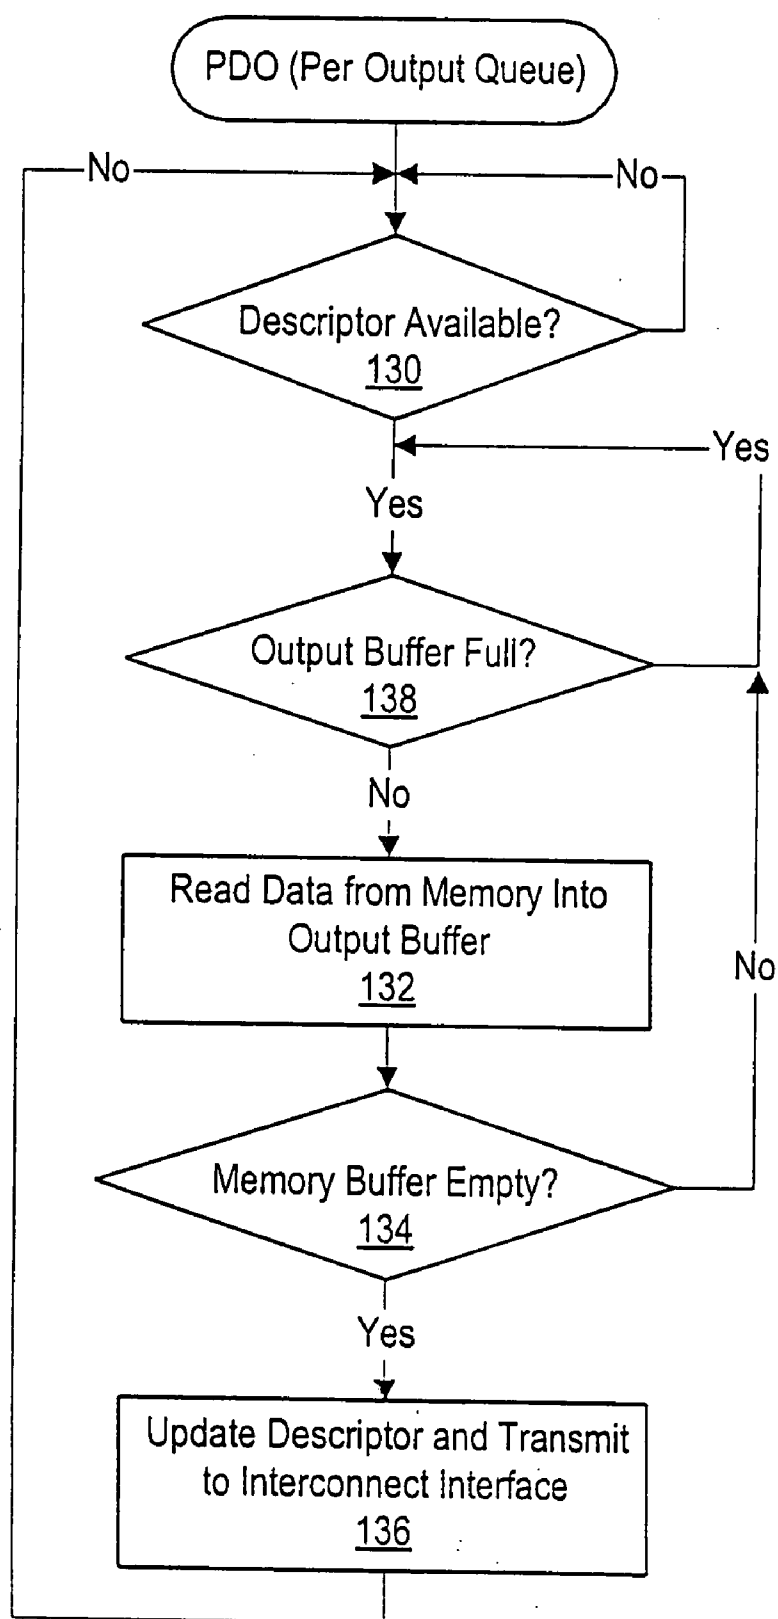 PDO (Per Output Queue)
No
No
Descriptor Available?
130
Yes
Yes
Output Buffer Full?
138
No
Read Data from Memory Into
Output Buffer
132
No
Memory Buffer Empty?
134
Yes
Update Descriptor and Transmit
to Interconnect Interface
136